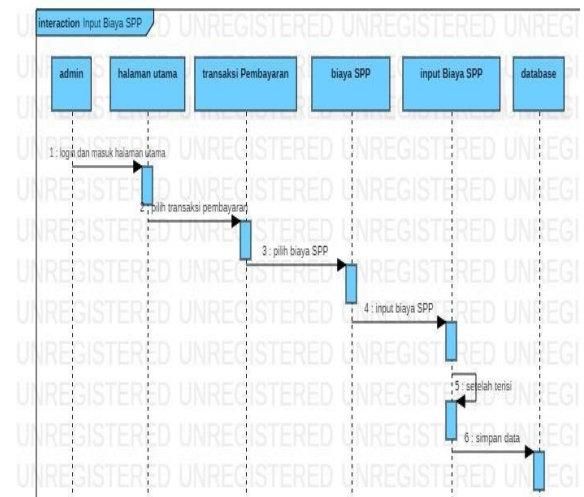 interaction Input Biaya SPP
admin
halaman utama
transaksi Pembayaran
biaya SPP
input Biaya SPP
database
1 : login dan masuk halaman utama
2 : pilih transaksi pembayaran
3 : pilih biaya SPP
4 : input biaya SPP
5 : setelah terisi
6 : simpan data
UNREGISTERED